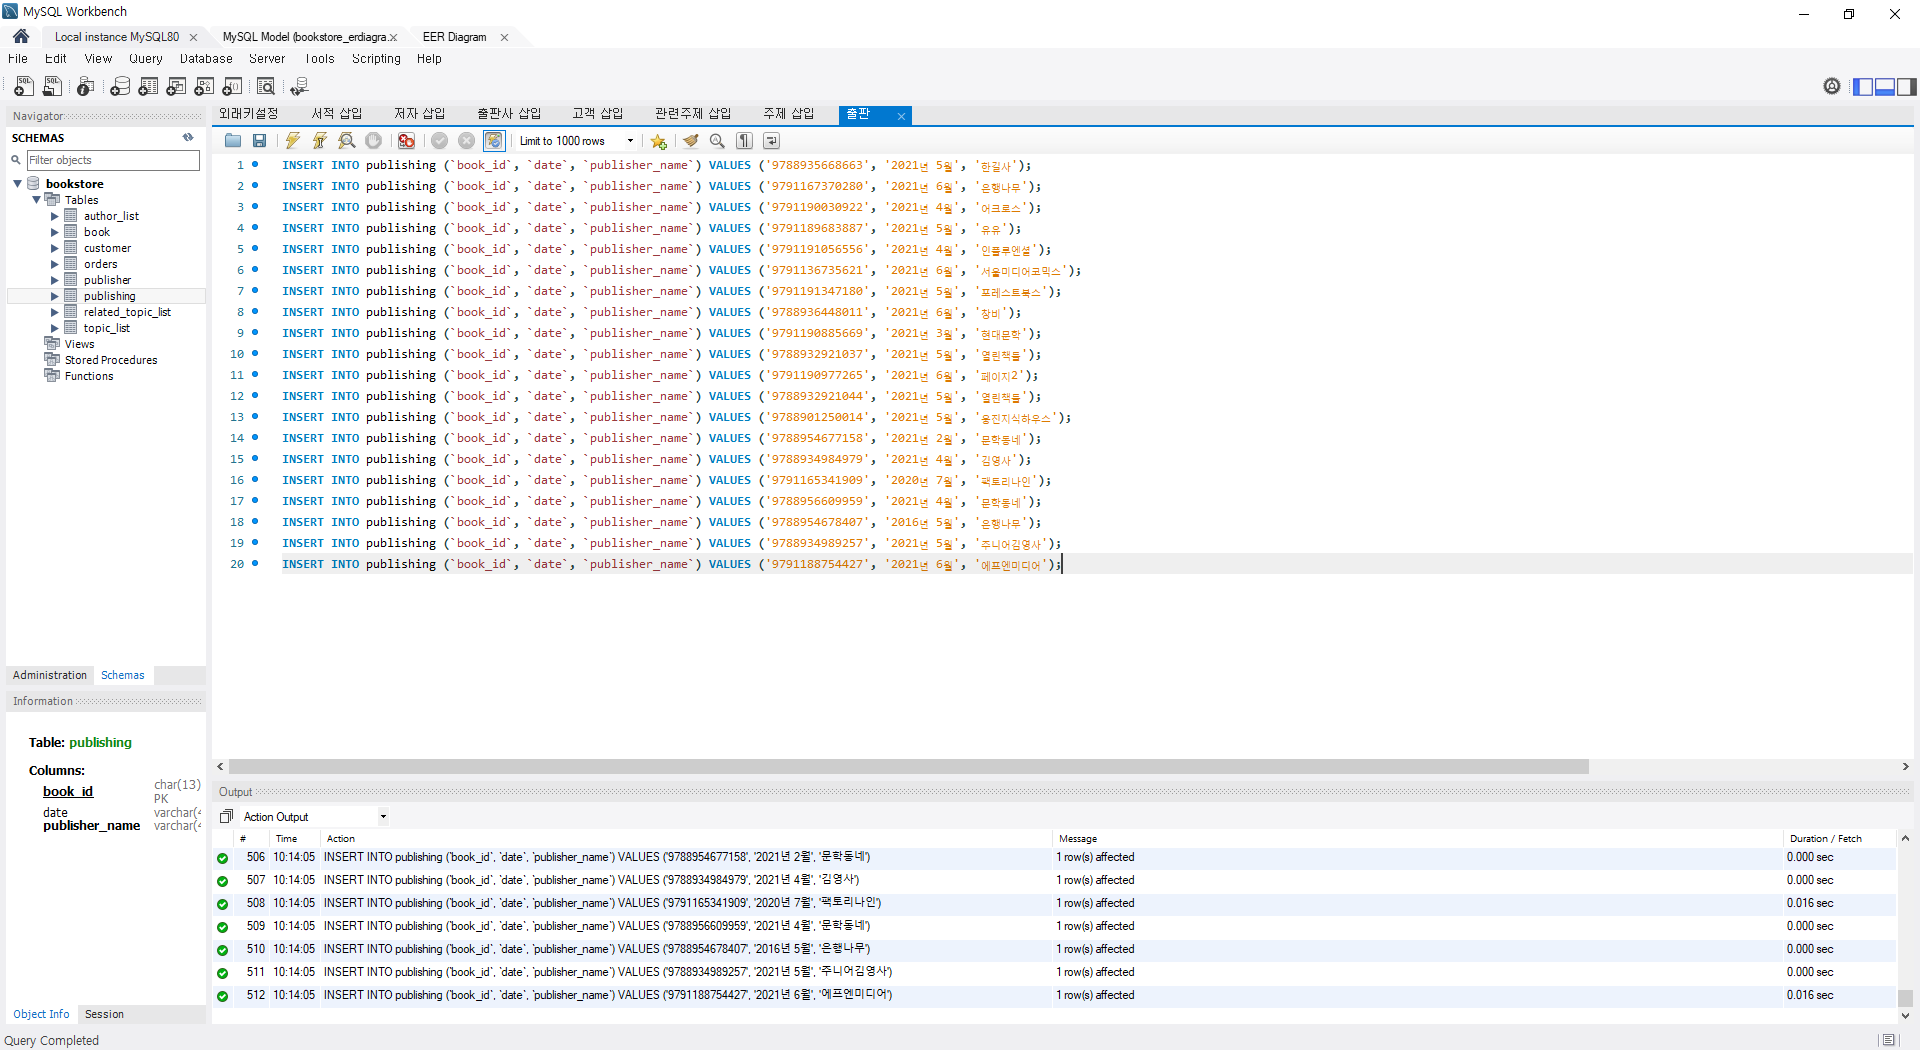 MySQL Workbench
Local instance MySQL80
MySQL Model (bookstore_erdiagra.
EER Diagram
File Edit View Query Database Server Tools Scripting Help
Navigator
SCHEMAS
Filter objects
bookstore
Tables
author_list
book
customer
orders
publisher
publishing
related_topic_list
topic_list
Views
Stored Procedures
Functions
Administration Schemas
Information
Table: publishing
Columns:
book_id char(13) PK
date varchar(4
publisher_name varchar(4
Object Info Session
외래키설정 서적 삽입 저자 삽입 출판사 삽입 고객 삽입 관련주제 삽입 주제 삽입 출판
Limit to 1000 rows
1 INSERT INTO publishing (`book_id`, `date`, `publisher_name`) VALUES ('9788935668663', '2021년 5월', '한길사');
2 INSERT INTO publishing (`book_id`, `date`, `publisher_name`) VALUES ('9791167370280', '2021년 6월', '은행나무');
3 INSERT INTO publishing (`book_id`, `date`, `publisher_name`) VALUES ('9791190030922', '2021년 4월', '어크로스');
4 INSERT INTO publishing (`book_id`, `date`, `publisher_name`) VALUES ('9791189683887', '2021년 5월', '유유');
5 INSERT INTO publishing (`book_id`, `date`, `publisher_name`) VALUES ('9791191056556', '2021년 4월', '인플루엔셜');
6 INSERT INTO publishing (`book_id`, `date`, `publisher_name`) VALUES ('9791136735621', '2021년 6월', '서울미디어코믹스');
7 INSERT INTO publishing (`book_id`, `date`, `publisher_name`) VALUES ('9791191347180', '2021년 5월', '포레스트북스');
8 INSERT INTO publishing (`book_id`, `date`, `publisher_name`) VALUES ('9788936448011', '2021년 6월', '창비');
9 INSERT INTO publishing (`book_id`, `date`, `publisher_name`) VALUES ('9791190885669', '2021년 3월', '현대문학');
10 INSERT INTO publishing (`book_id`, `date`, `publisher_name`) VALUES ('9788932921037', '2021년 5월', '열린책들');
11 INSERT INTO publishing (`book_id`, `date`, `publisher_name`) VALUES ('9791190977265', '2021년 6월', '페이지2');
12 INSERT INTO publishing (`book_id`, `date`, `publisher_name`) VALUES ('9788932921044', '2021년 5월', '열린책들');
13 INSERT INTO publishing (`book_id`, `date`, `publisher_name`) VALUES ('9788901250014', '2021년 5월', '웅진지식하우스');
14 INSERT INTO publishing (`book_id`, `date`, `publisher_name`) VALUES ('9788954677158', '2021년 2월', '문학동네');
15 INSERT INTO publishing (`book_id`, `date`, `publisher_name`) VALUES ('9788934984979', '2021년 4월', '김영사');
16 INSERT INTO publishing (`book_id`, `date`, `publisher_name`) VALUES ('9791165341909', '2020년 7월', '팩토리나인');
17 INSERT INTO publishing (`book_id`, `date`, `publisher_name`) VALUES ('9788956609959', '2021년 4월', '문학동네');
18 INSERT INTO publishing (`book_id`, `date`, `publisher_name`) VALUES ('9788954678407', '2016년 5월', '은행나무');
19 INSERT INTO publishing (`book_id`, `date`, `publisher_name`) VALUES ('9788934989257', '2021년 5월', '주니어김영사');
20 INSERT INTO publishing (`book_id`, `date`, `publisher_name`) VALUES ('9791188754427', '2021년 6월', '에프엔미디어');
Output
Action Output
# Time Action Message Duration / Fetch
506 10:14:05 INSERT INTO publishing (`book_id`, `date`, `publisher_name`) VALUES ('9788954677158', '2021년 2월', '문학동네') 1 row(s) affected 0.000 sec
507 10:14:05 INSERT INTO publishing (`book_id`, `date`, `publisher_name`) VALUES ('9788934984979', '2021년 4월', '김영사') 1 row(s) affected 0.000 sec
508 10:14:05 INSERT INTO publishing (`book_id`, `date`, `publisher_name`) VALUES ('9791165341909', '2020년 7월', '팩토리나인') 1 row(s) affected 0.016 sec
509 10:14:05 INSERT INTO publishing (`book_id`, `date`, `publisher_name`) VALUES ('9788956609959', '2021년 4월', '문학동네') 1 row(s) affected 0.000 sec
510 10:14:05 INSERT INTO publishing (`book_id`, `date`, `publisher_name`) VALUES ('9788954678407', '2016년 5월', '은행나무') 1 row(s) affected 0.000 sec
511 10:14:05 INSERT INTO publishing (`book_id`, `date`, `publisher_name`) VALUES ('9788934989257', '2021년 5월', '주니어김영사') 1 row(s) affected 0.000 sec
512 10:14:05 INSERT INTO publishing (`book_id`, `date`, `publisher_name`) VALUES ('9791188754427', '2021년 6월', '에프엔미디어') 1 row(s) affected 0.016 sec
Query Completed